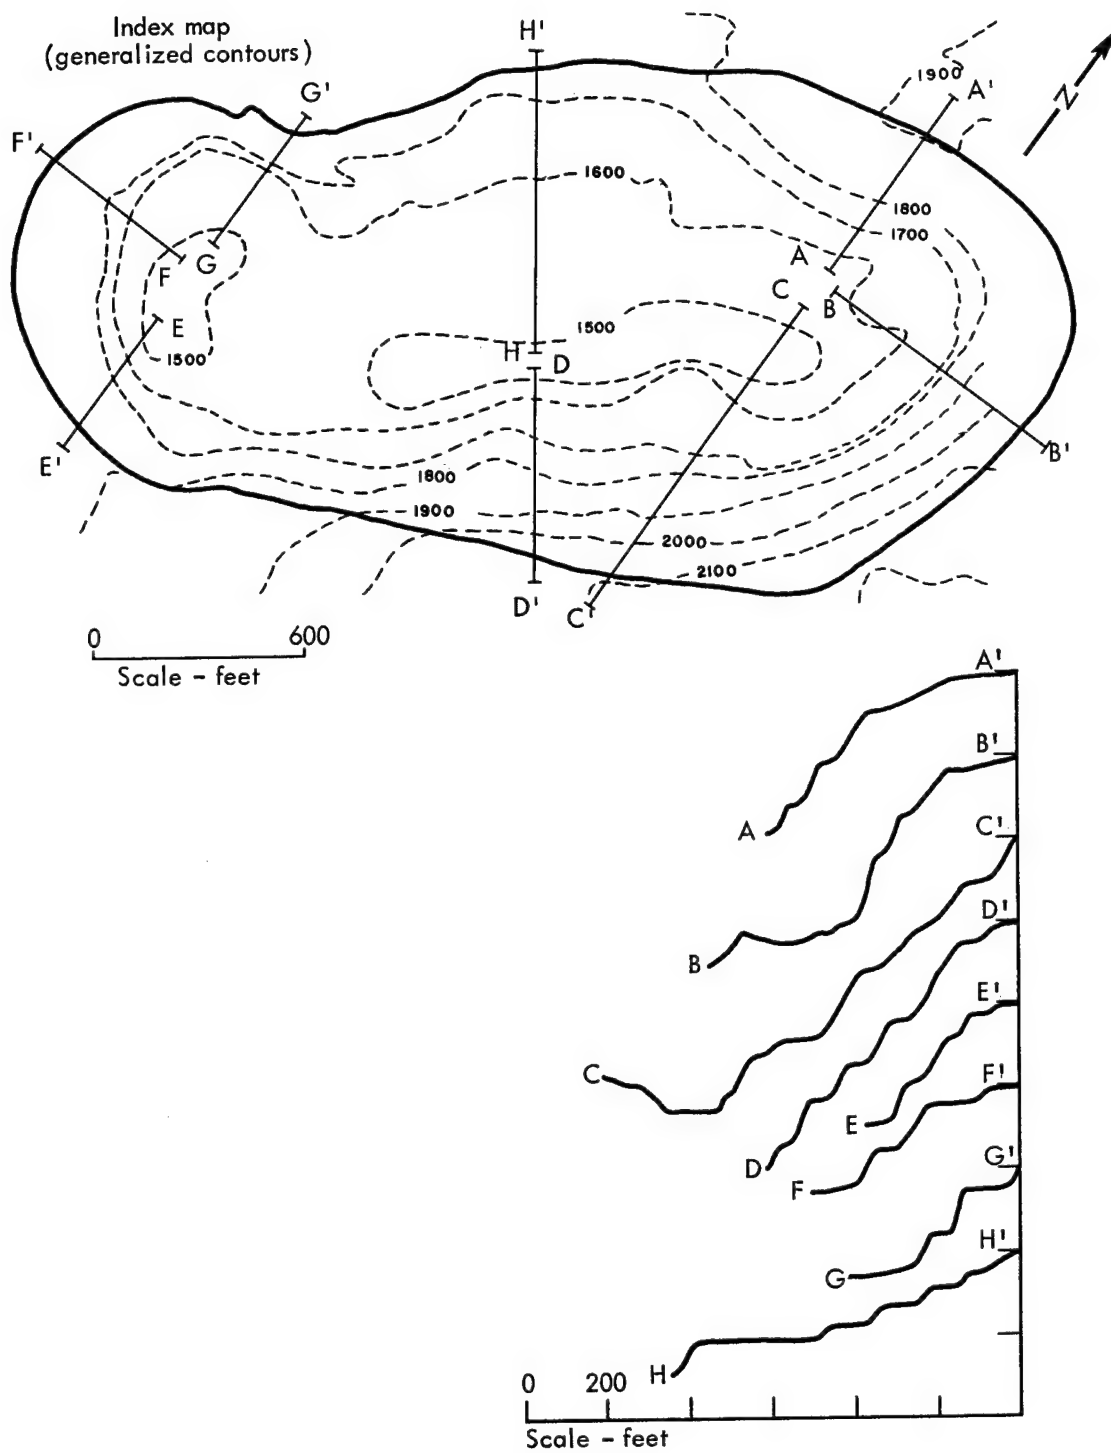 Index map
(generalized contours)
H'
1900
A'
G'
N
F'
1600
1800
1700
A
F
G
C
B
E
1500
1500
H
D
E'
1800
B'
1900
2000
2100
D'
C'
0 600
Scale - feet
A'
B'
A
C'
D'
B
E'
C
F'
E
D
G'
F
H'
G
0 200
H
Scale - feet